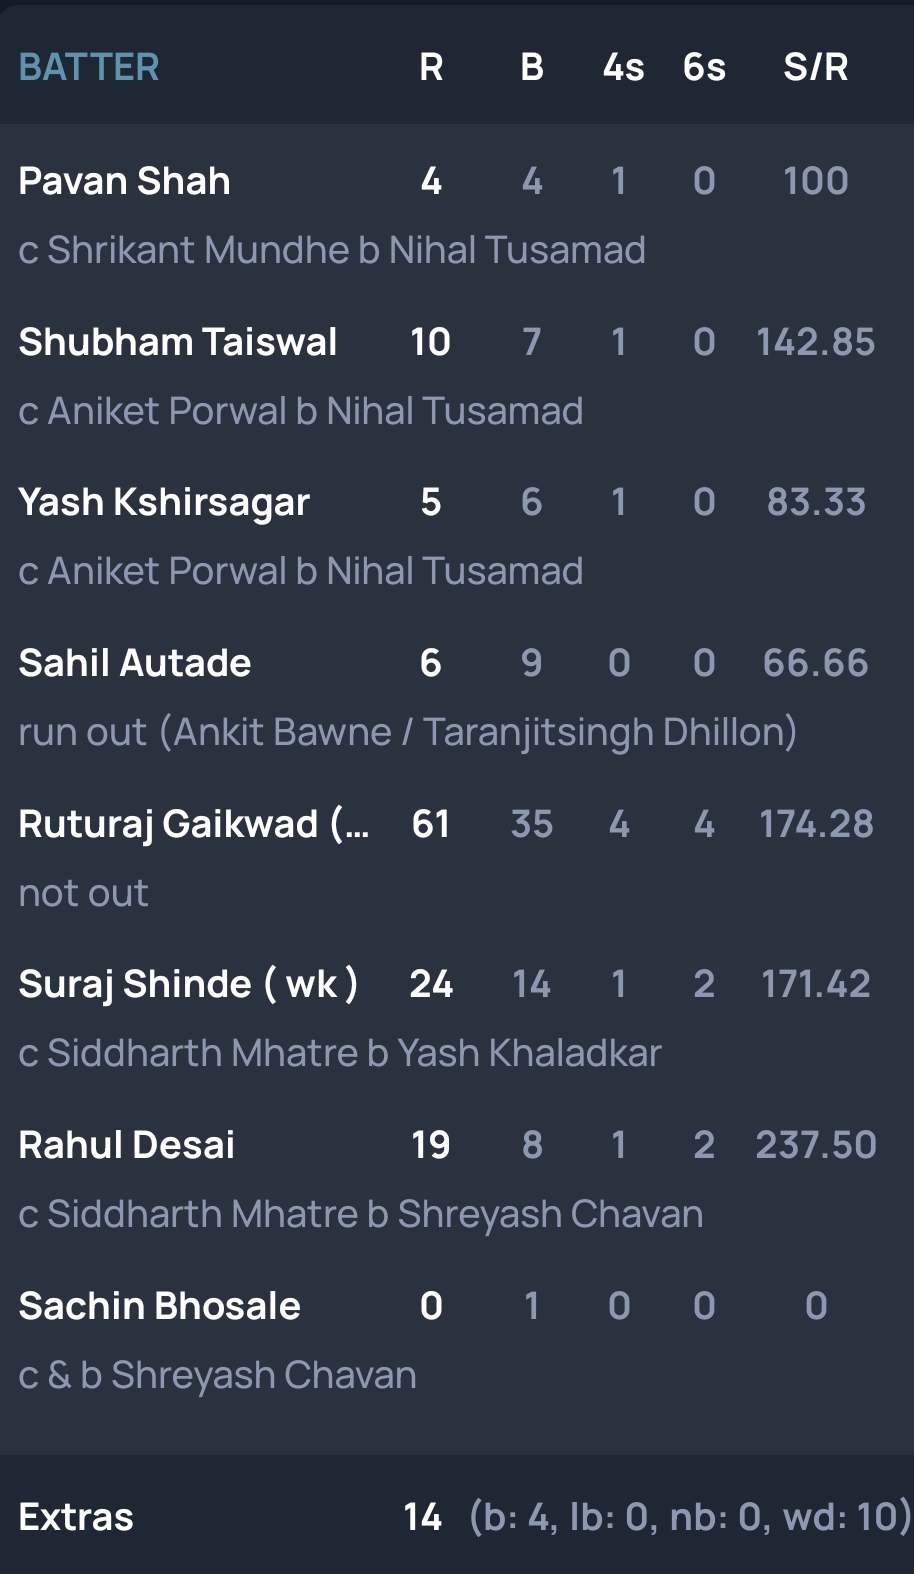 BATTER R B 4s 6s S/R
Pavan Shah 4 4 1 0 100
c Shrikant Mundhe b Nihal Tusamad
Shubham Taiswal 10 7 1 0 142.85
c Aniket Porwal b Nihal Tusamad
Yash Kshirsagar 5 6 1 0 83.33
c Aniket Porwal b Nihal Tusamad
Sahil Autade 6 9 0 0 66.66
run out (Ankit Bawne / Taranjitsingh Dhillon)
Ruturaj Gaikwad (... 61 35 4 4 174.28
not out
Suraj Shinde ( wk ) 24 14 1 2 171.42
c Siddharth Mhatre b Yash Khaladkar
Rahul Desai 19 8 1 2 237.50
c Siddharth Mhatre b Shreyash Chavan
Sachin Bhosale 0 1 0 0 0
c & b Shreyash Chavan
Extras 14 (b: 4, lb: 0, nb: 0, wd: 10)